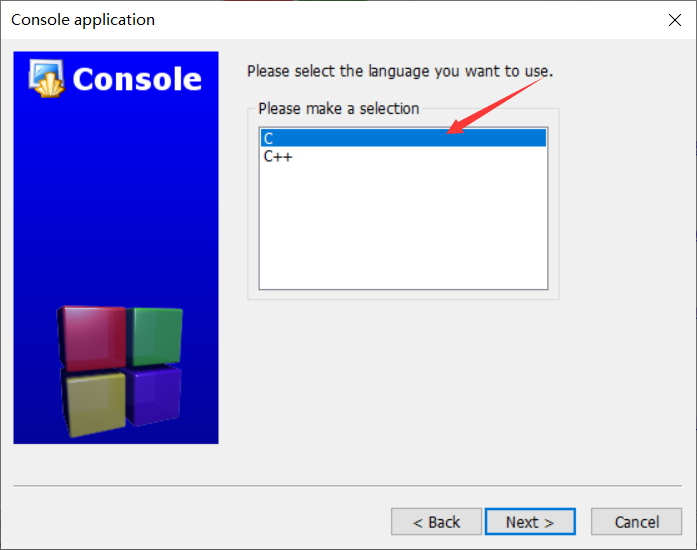 Console application
Console
Please select the language you want to use.
Please make a selection
C
C++
< Back
Next >
Cancel